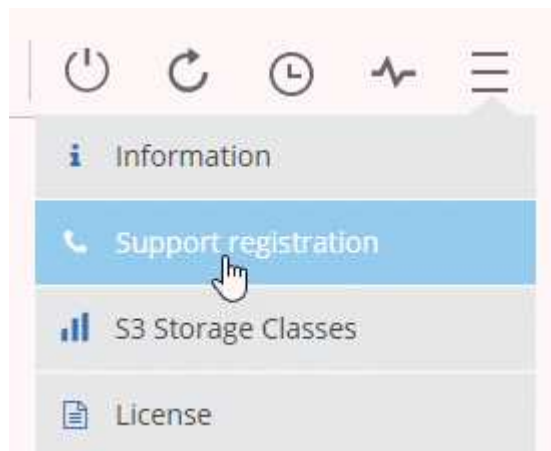 Information
Support registration
S3 Storage Classes
License